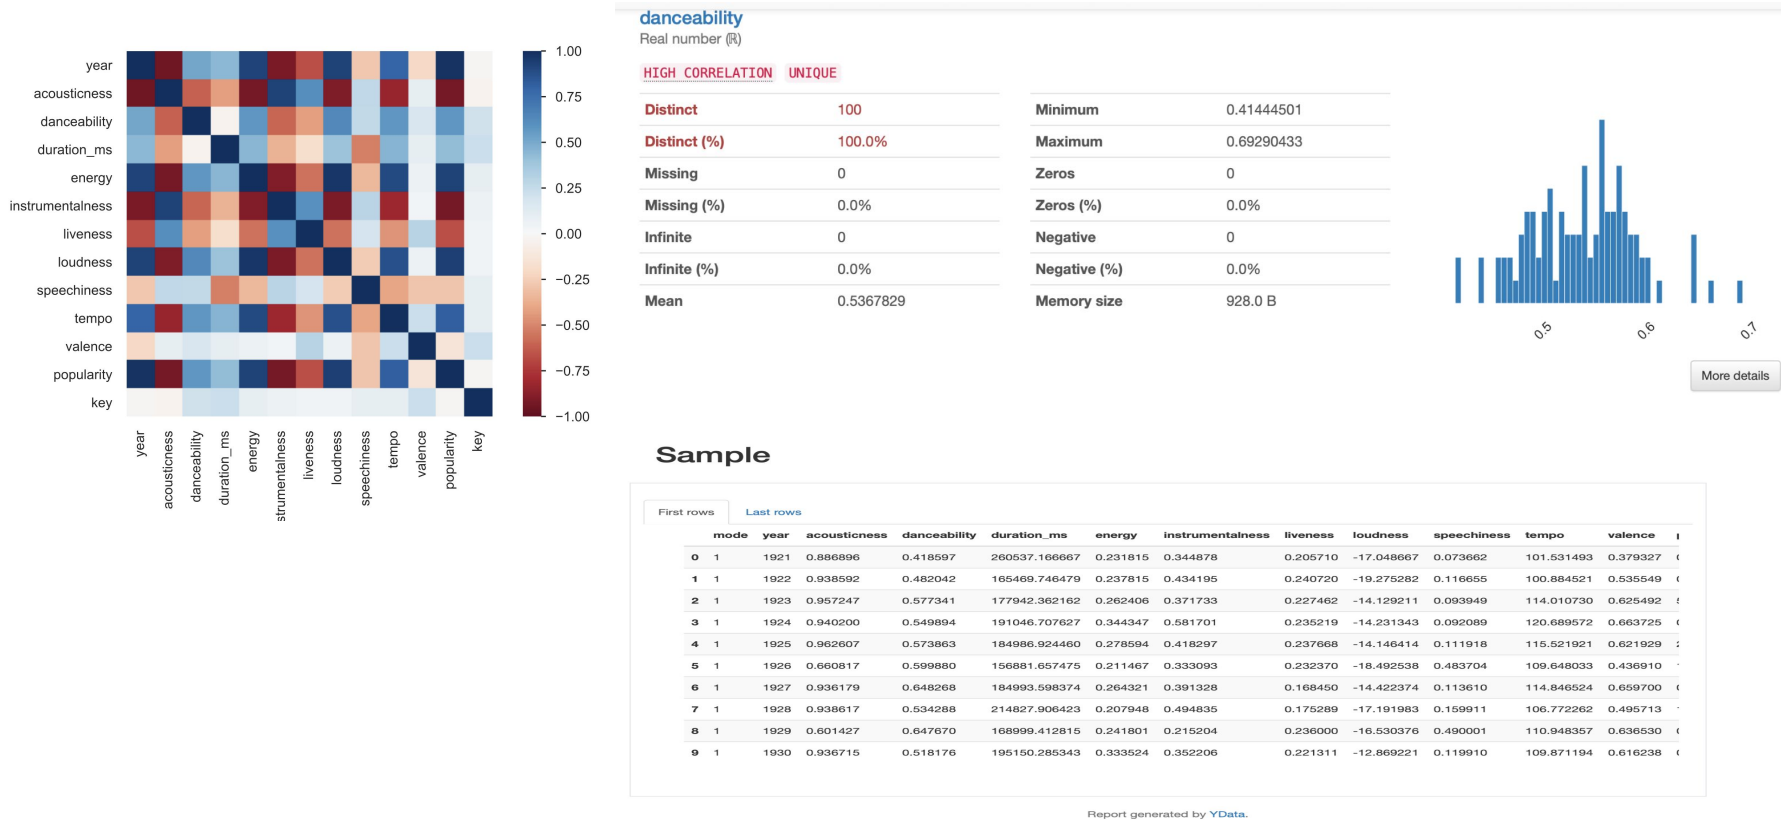 year
acousticness
danceability
duration_ms
energy
instrumentalness
liveness
loudness
speechiness
tempo
valence
popularity
key
year
acousticness
danceability
duration_ms
energy
strumentalness
liveness
loudness
speechiness
tempo
valence
popularity
key
1.00
0.75
0.50
0.25
0.00
−0.25
−0.50
−0.75
−1.00
danceability
Real number (ℝ)
HIGH CORRELATION UNIQUE
Distinct 100
Distinct (%) 100.0%
Missing 0
Missing (%) 0.0%
Infinite 0
Infinite (%) 0.0%
Mean 0.5367829
Minimum 0.41444501
Maximum 0.69290433
Zeros 0
Zeros (%) 0.0%
Negative 0
Negative (%) 0.0%
Memory size 928.0 B
0.5 0.6 0.7
More details
Sample
First rows Last rows
mode year acousticness danceability duration_ms energy instrumentalness liveness loudness speechiness tempo valence
0 1 1921 0.886896 0.418597 260537.166667 0.231815 0.344878 0.205710 -17.048667 0.073662 101.531493 0.379327
1 1 1922 0.938592 0.482042 165469.746479 0.237815 0.434195 0.240720 -19.275282 0.116655 100.884521 0.535549
2 1 1923 0.957247 0.577341 177942.362162 0.262406 0.371733 0.227462 -14.129211 0.093949 114.010730 0.625492
3 1 1924 0.940200 0.549894 191046.707627 0.344347 0.581701 0.235219 -14.231343 0.092089 120.689572 0.663725
4 1 1925 0.962607 0.573863 184986.924460 0.278594 0.418297 0.237668 -14.146414 0.111918 115.521921 0.621929
5 1 1926 0.660817 0.599880 156881.657475 0.211467 0.333093 0.232370 -18.492538 0.483704 109.648033 0.436910
6 1 1927 0.936179 0.648268 184993.598374 0.264321 0.391328 0.168450 -14.422374 0.113610 114.846524 0.659700
7 1 1928 0.938617 0.534288 214827.906423 0.207948 0.494835 0.175289 -17.191983 0.159911 106.772262 0.495713
8 1 1929 0.601427 0.647670 168999.412815 0.241801 0.215204 0.236000 -16.530376 0.490001 110.948357 0.636530
9 1 1930 0.936715 0.518176 195150.285343 0.333524 0.352206 0.221311 -12.869221 0.119910 109.871194 0.616238
Report generated by YData.